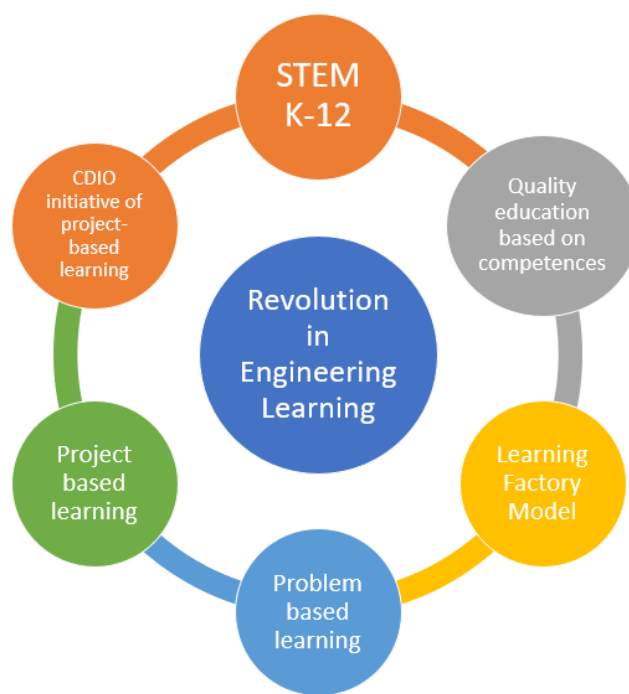 STEM
K-12
Quality
education
based on
competences
Learning
Factory
Model
Problem
based
learning
Project
based
learning
CDIO
initiative of
project-
based
learning
Revolution
in
Engineering
Learning